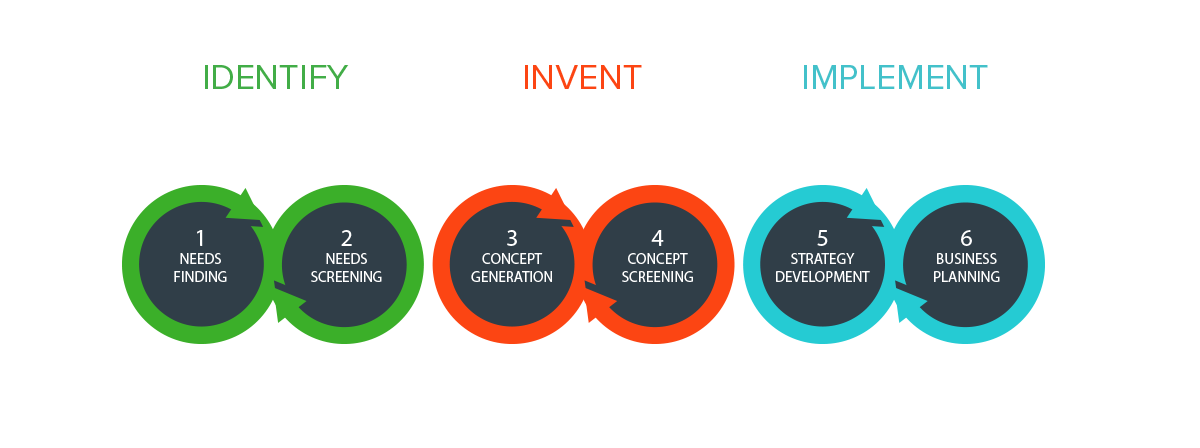 IDENTIFY
INVENT
IMPLEMENT
1
NEEDS
FINDING
2
NEEDS
SCREENING
3
CONCEPT
GENERATION
4
CONCEPT
SCREENING
5
STRATEGY
DEVELOPMENT
6
BUSINESS
PLANNING